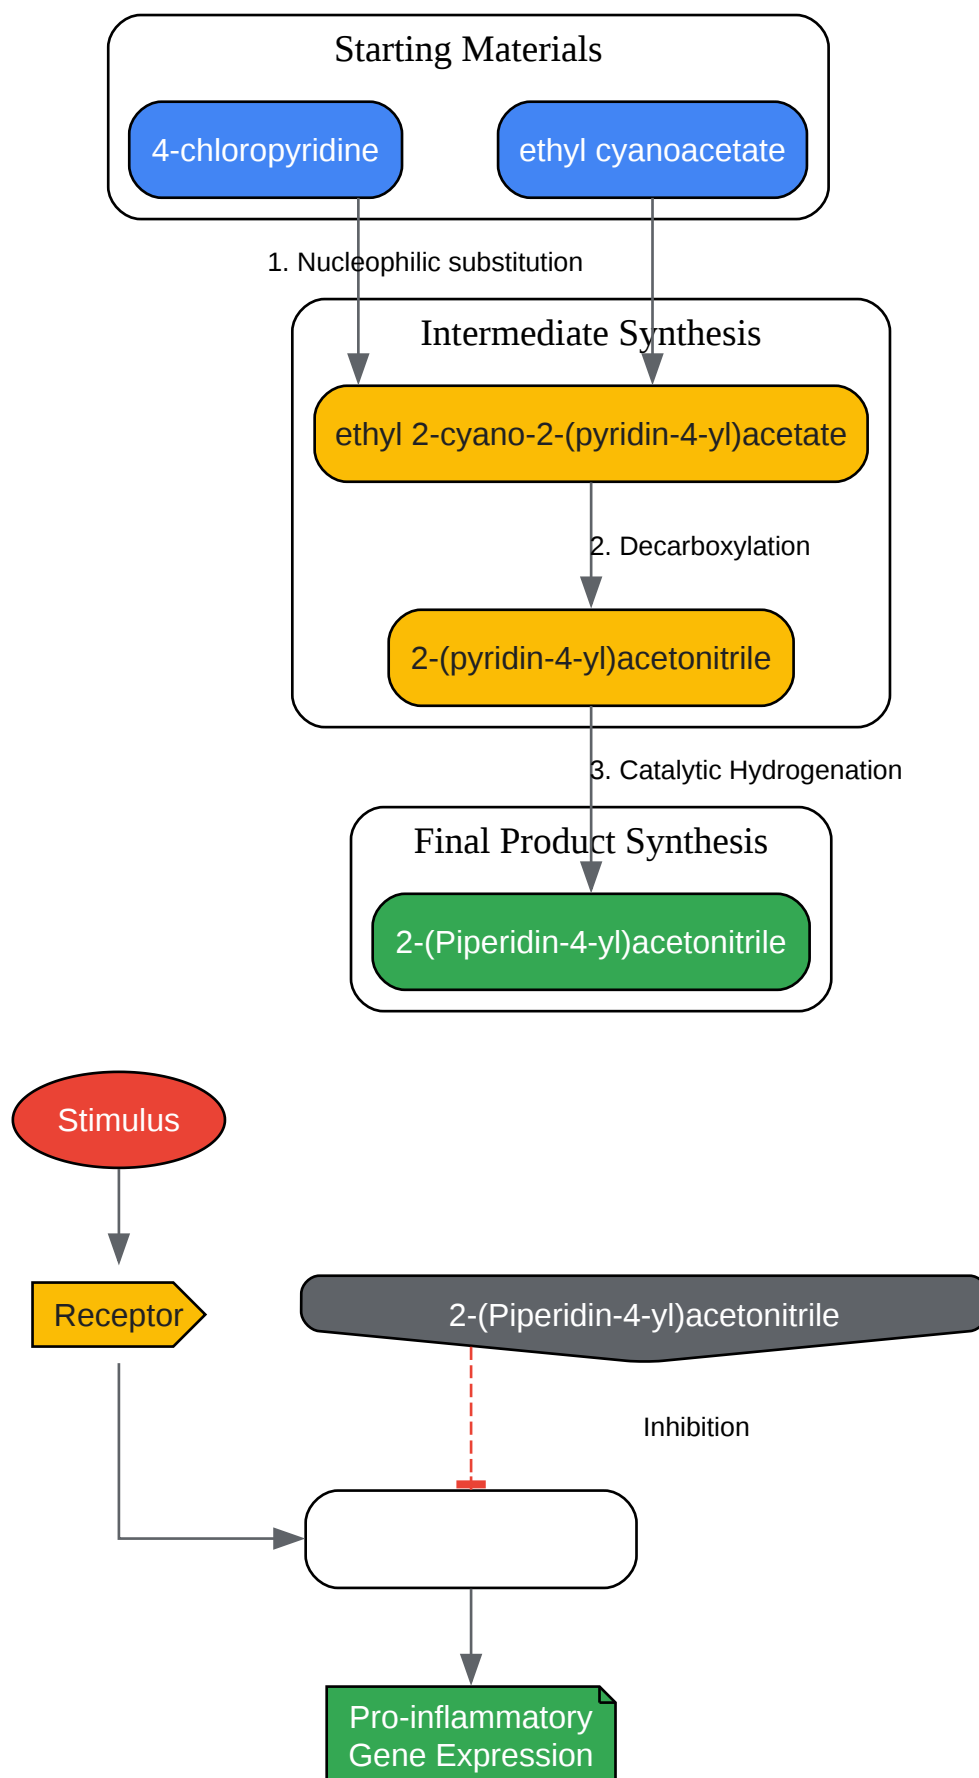 Starting Materials
4-chloropyridine
ethyl cyanoacetate
1. Nucleophilic substitution
Intermediate Synthesis
ethyl 2-cyano-2-(pyridin-4-yl)acetate
2. Decarboxylation
2-(pyridin-4-yl)acetonitrile
3. Catalytic Hydrogenation
Final Product Synthesis
2-(Piperidin-4-yl)acetonitrile
Stimulus
Receptor
2-(Piperidin-4-yl)acetonitrile
Inhibition
Pro-inflammatory
Gene Expression